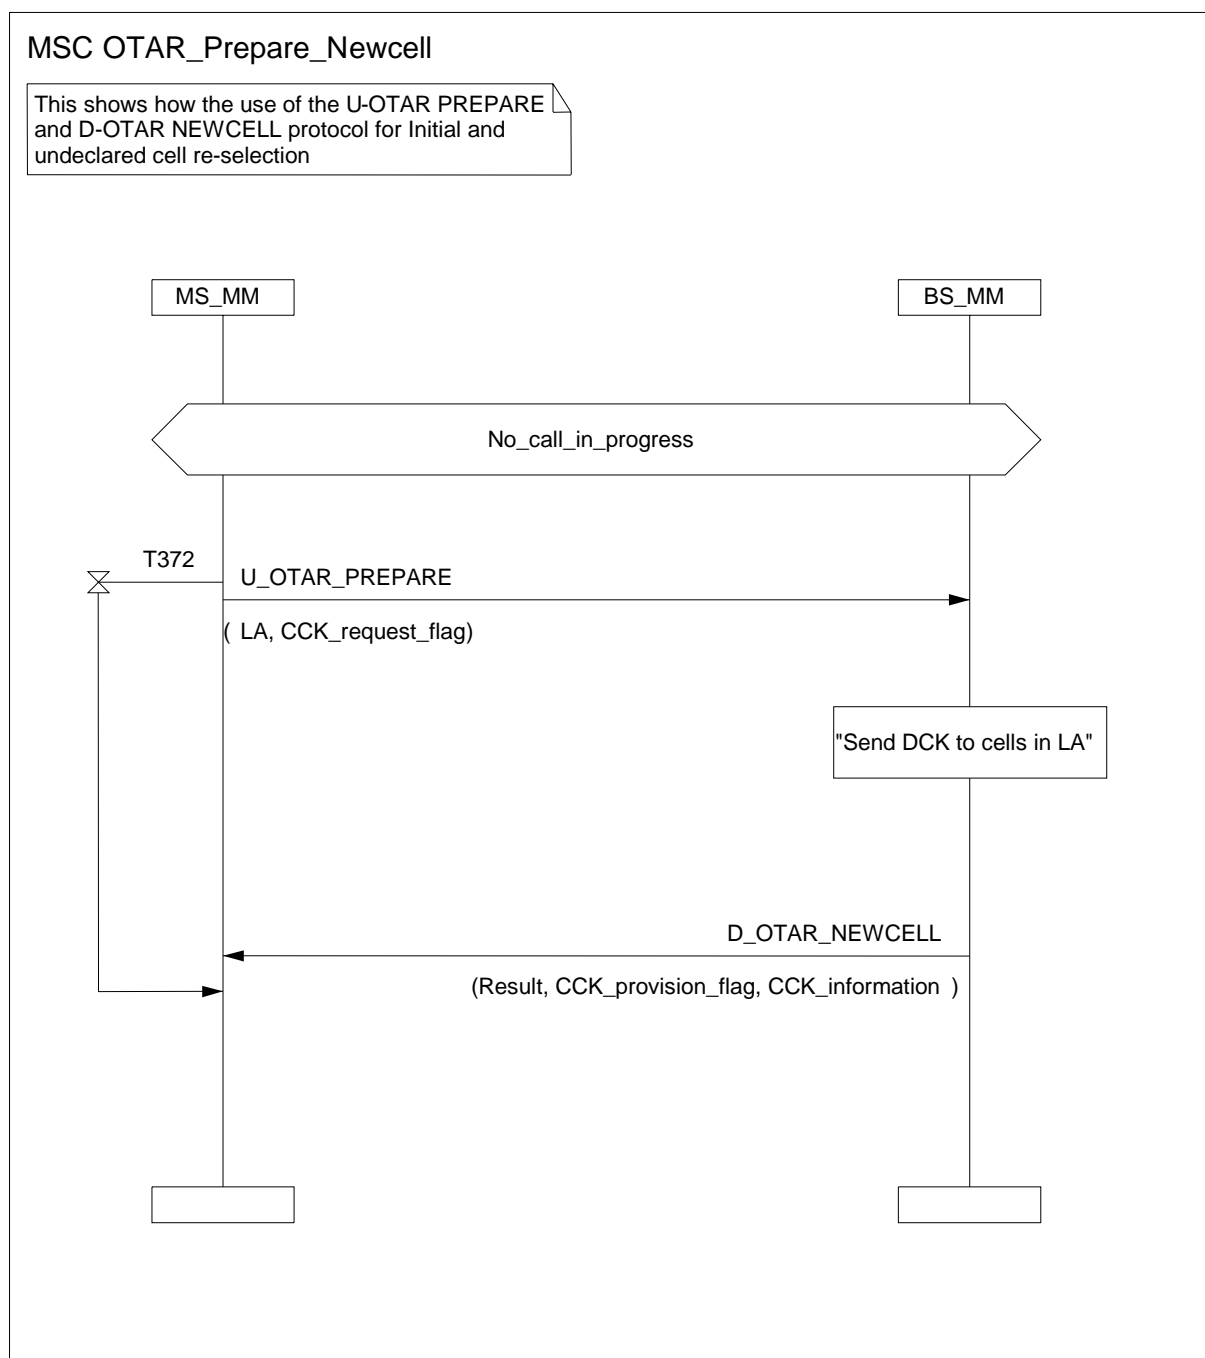 MSC OTAR_Prepare_Newcell
This shows how the use of the U-OTAR PREPARE
and D-OTAR NEWCELL protocol for Initial and
undeclared cell re-selection
MS_MM
BS_MM
No_call_in_progress
T372
U_OTAR_PREPARE
( LA, CCK_request_flag)
"Send DCK to cells in LA"
D_OTAR_NEWCELL
(Result, CCK_provision_flag, CCK_information )